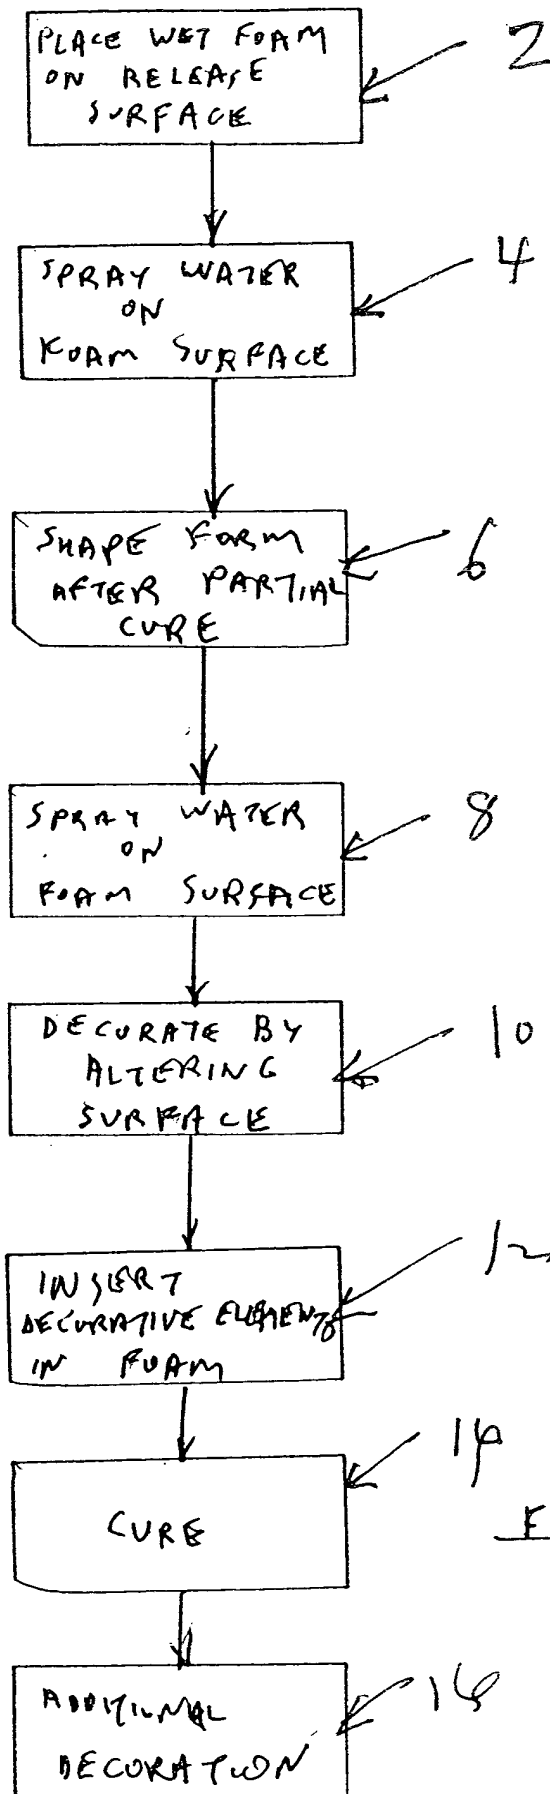 PLACE WET FOAM
ON RELEASE
SURFACE
2
SPRAY WATER
ON
FOAM SURFACE
4
SHAPE FORM
AFTER PARTIAL
CURE
6
SPRAY WATER
ON
FOAM SURFACE
8
DECORATE BY
ALTERING
SURFACE
10
INSERT
DECORATIVE ELEMENTS
IN FOAM
12
CURE
14
F
ADDITIONAL
DECORATION
16